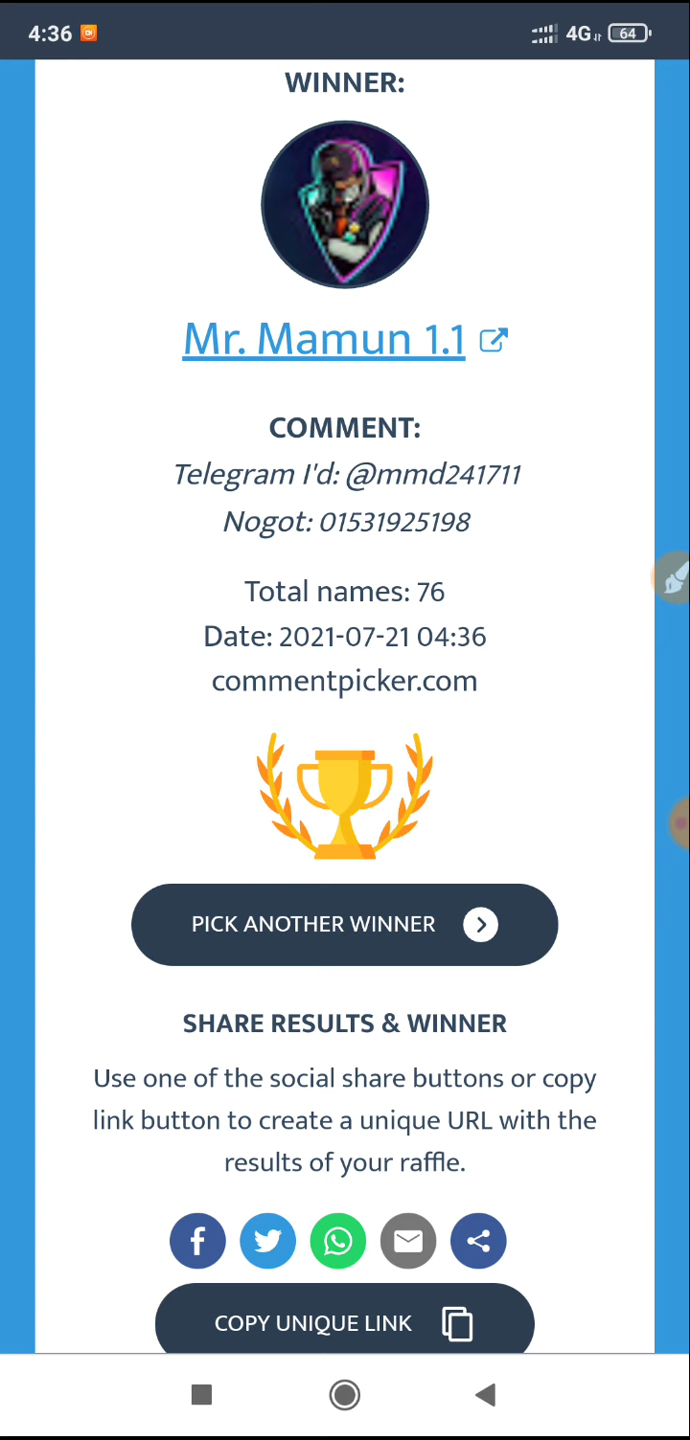 4:36
4G 64
WINNER:
Mr. Mamun 1.1
COMMENT:
Telegram I'd: @mmd241711
Nogot: 01531925198
Total names: 76
Date: 2021-07-21 04:36
commentpicker.com
PICK ANOTHER WINNER
SHARE RESULTS & WINNER
Use one of the social share buttons or copy
link button to create a unique URL with the
results of your raffle.
COPY UNIQUE LINK